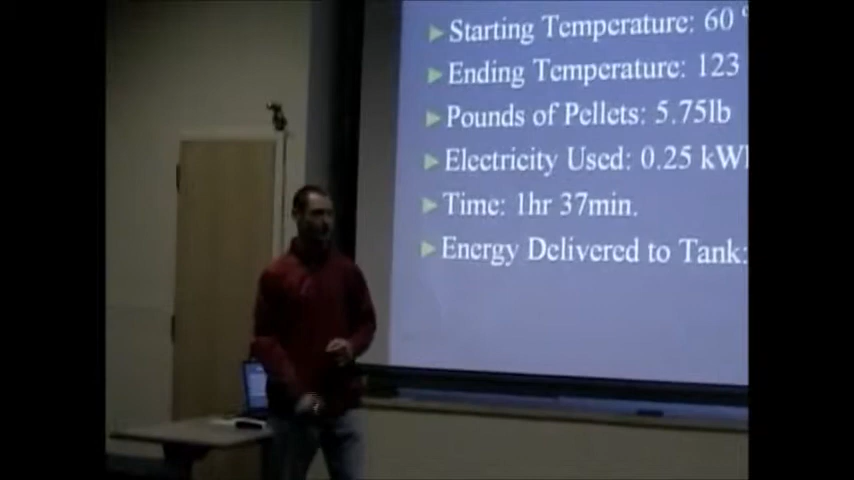 Starting Temperature: 60 °
Ending Temperature: 123
Pounds of Pellets: 5.75lb
Electricity Used: 0.25 kW
Time: 1hr 37min.
Energy Delivered to Tank: